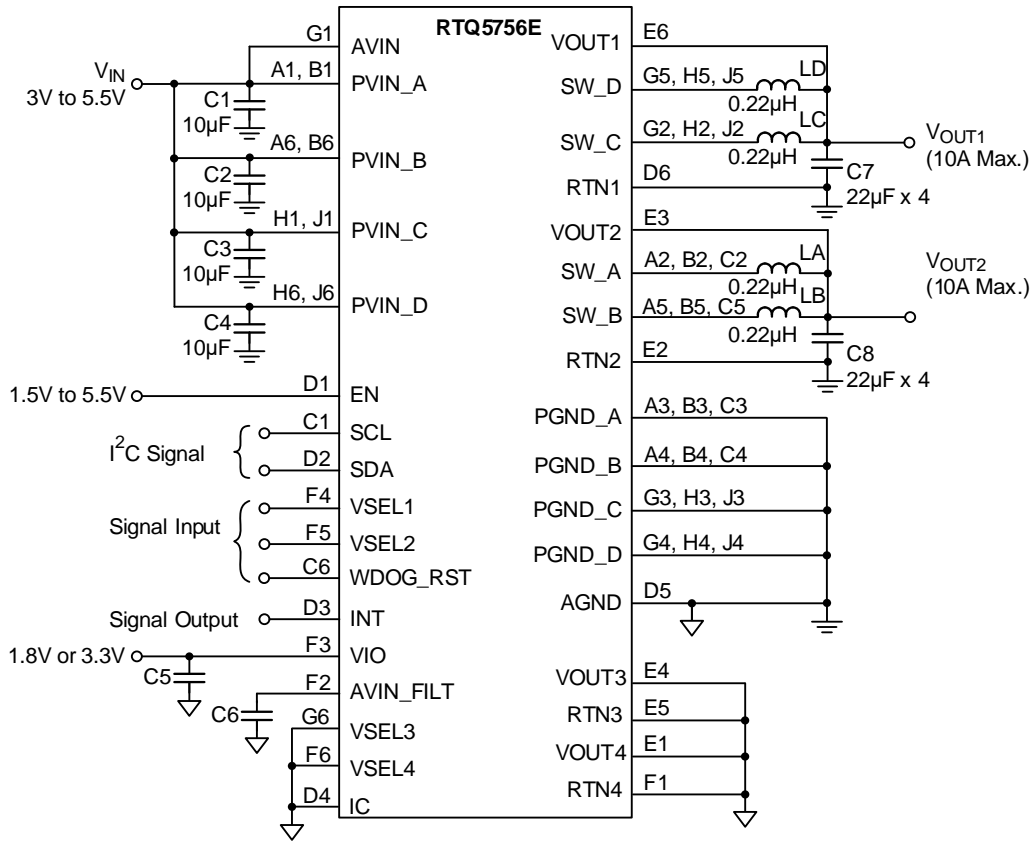 RTQ5756E
G1
AVIN
VIN
3V to 5.5V
A1, B1
PVIN_A
C1
10µF
A6, B6
PVIN_B
C2
10µF
H1, J1
PVIN_C
C3
10µF
H6, J6
PVIN_D
C4
10µF
1.5V to 5.5V
D1
EN
I²C Signal
C1
SCL
D2
SDA
Signal Input
F4
VSEL1
F5
VSEL2
C6
WDOG_RST
Signal Output
D3
INT
1.8V or 3.3V
F3
VIO
C5
F2
AVIN_FILT
C6
G6
VSEL3
F6
VSEL4
D4
IC
VOUT1
E6
SW_D
G5, H5, J5
LD
0.22µH
SW_C
G2, H2, J2
LC
0.22µH
VOUT1
(10A Max.)
RTN1
D6
C7
22µF x 4
VOUT2
E3
SW_A
A2, B2, C2
LA
0.22µH
SW_B
A5, B5, C5
LB
0.22µH
VOUT2
(10A Max.)
RTN2
E2
C8
22µF x 4
PGND_A
A3, B3, C3
PGND_B
A4, B4, C4
PGND_C
G3, H3, J3
PGND_D
G4, H4, J4
AGND
D5
VOUT3
E4
RTN3
E5
VOUT4
E1
RTN4
F1